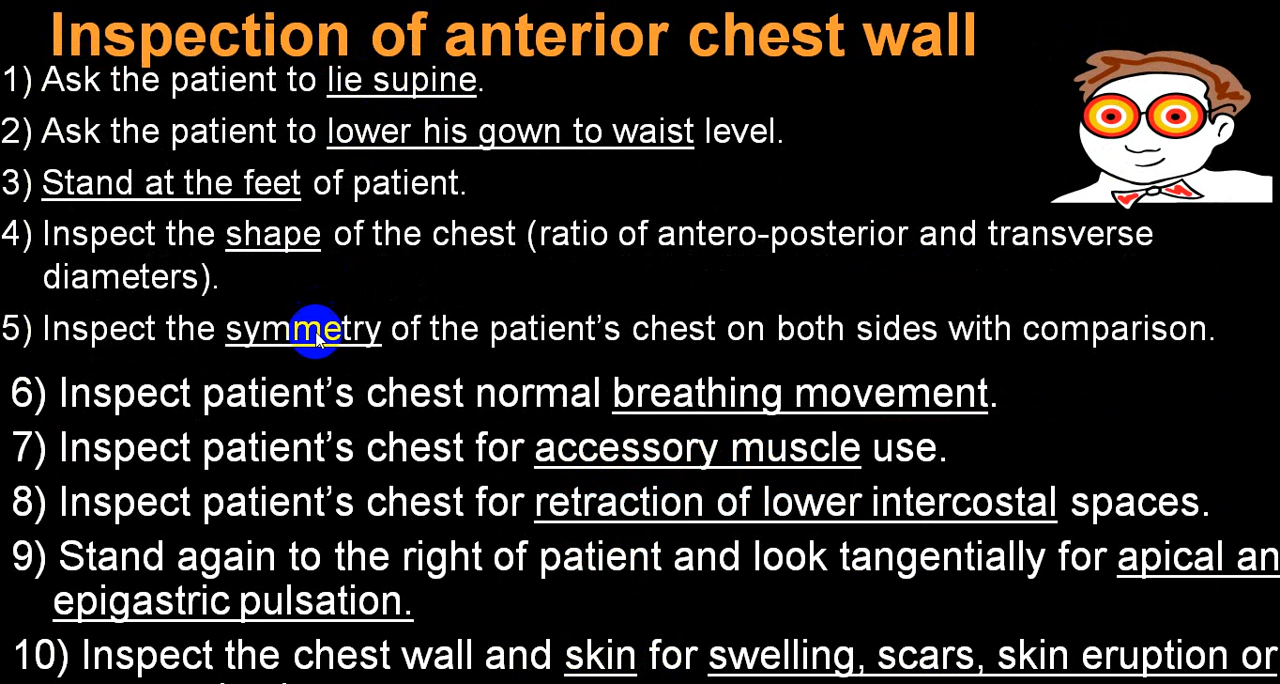 Inspection of anterior chest wall
1) Ask the patient to lie supine.
2) Ask the patient to lower his gown to waist level.
3) Stand at the feet of patient.
4) Inspect the shape of the chest (ratio of antero-posterior and transverse
diameters).
5) Inspect the symmetry of the patient’s chest on both sides with comparison.
6) Inspect patient’s chest normal breathing movement.
7) Inspect patient’s chest for accessory muscle use.
8) Inspect patient’s chest for retraction of lower intercostal spaces.
9) Stand again to the right of patient and look tangentially for apical an
epigastric pulsation.
10) Inspect the chest wall and skin for swelling, scars, skin eruption or